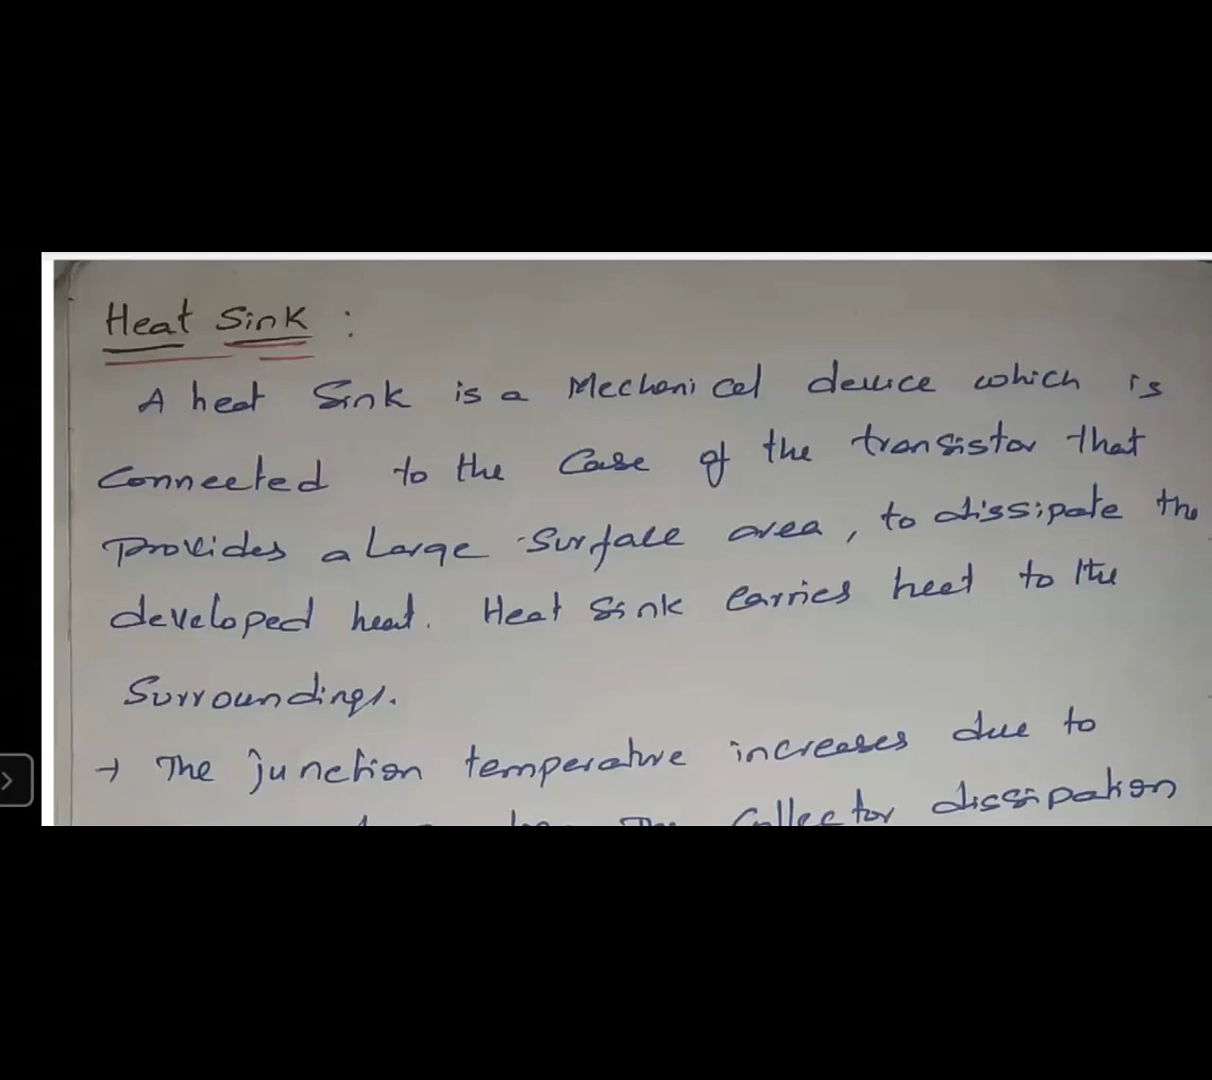 Heat Sink :
A heat Sink is a Mechanical device which is
Connected to the Case of the transistor that
provides a Large Surface area, to dissipate the
developed heat. Heat Sink carries heat to the
Surroundings.
→ The junction temperature increases due to
Collector dissipation